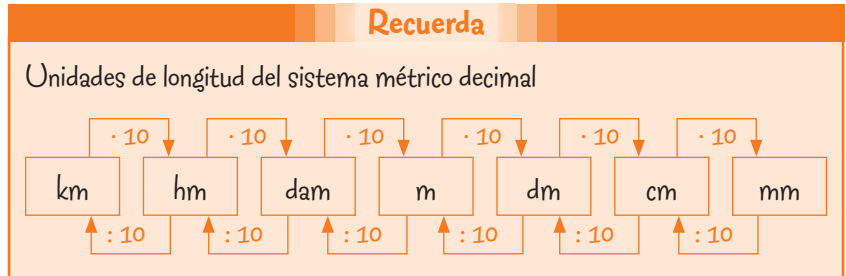 Recuerda
Unidades de longitud del sistema métrico decimal
· 10 · 10 · 10 · 10 · 10 · 10
km hm dam m dm cm mm
: 10 : 10 : 10 : 10 : 10 : 10